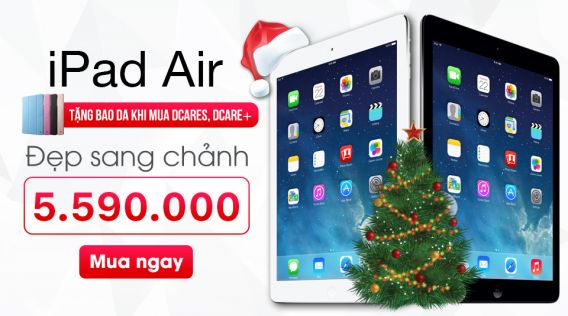 iPad Air
TẶNG BAO DA KHI MUA DCARES, DCARE+
Đẹp sang chảnh
5.590.000
Mua ngay